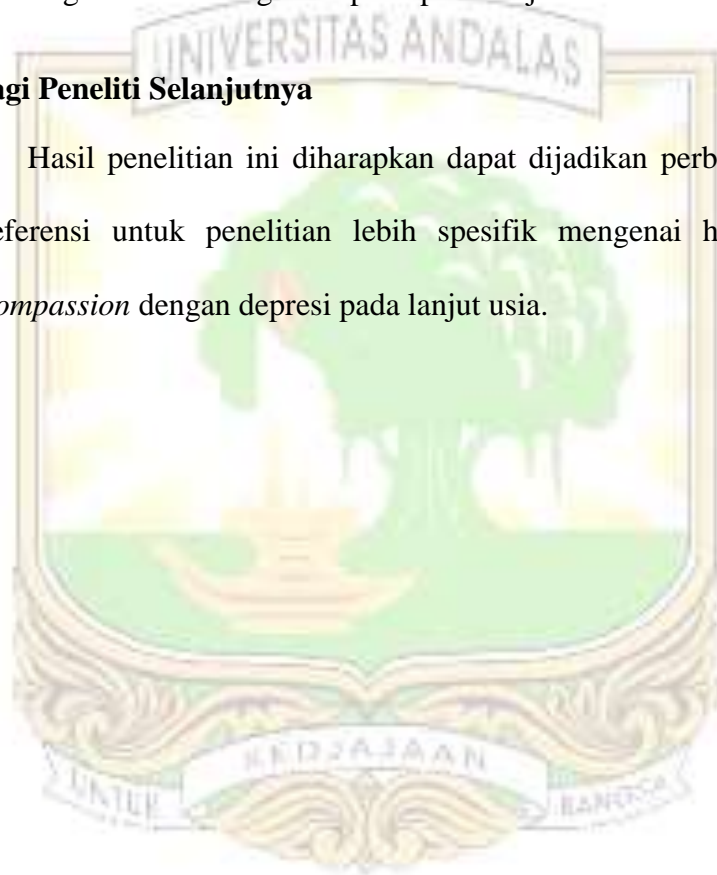 UNIVERSITAS ANDALAS
agi Peneliti Selanjutnya
Hasil penelitian ini diharapkan dapat dijadikan perb
eferensi untuk penelitian lebih spesifik mengenai h
ompassion dengan depresi pada lanjut usia.
UNTUK KEDJAJAAN BANGSA